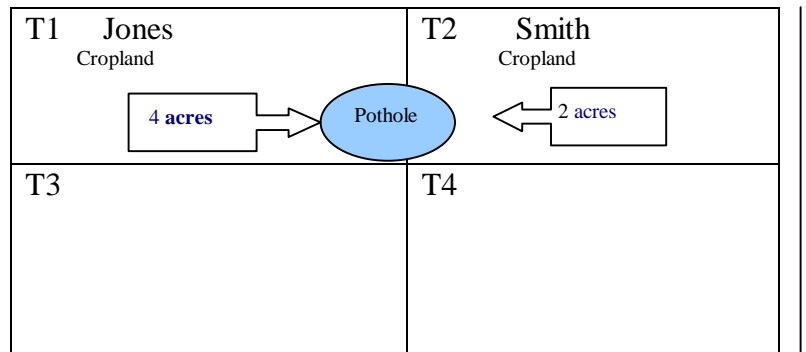 T1 Jones
Cropland
4 acres
Pothole
T2 Smith
Cropland
2 acres
T3
T4